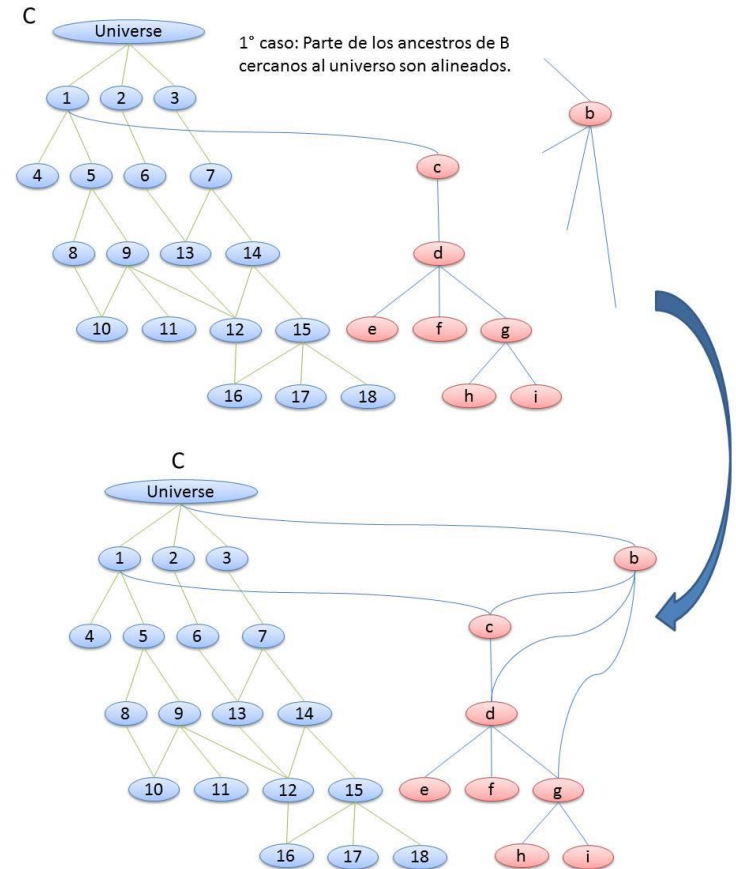 C
Universe
1° caso: Parte de los ancestros de B
cercanos al universo son alineados.
1 2 3 b
c
4 5 6 7
8 9 13 14 d
10 11 12 15 e f g
16 17 18 h i
C
Universe
1 2 3 b
c
4 5 6 7
8 9 13 14 d
10 11 12 15 e f g
16 17 18 h i